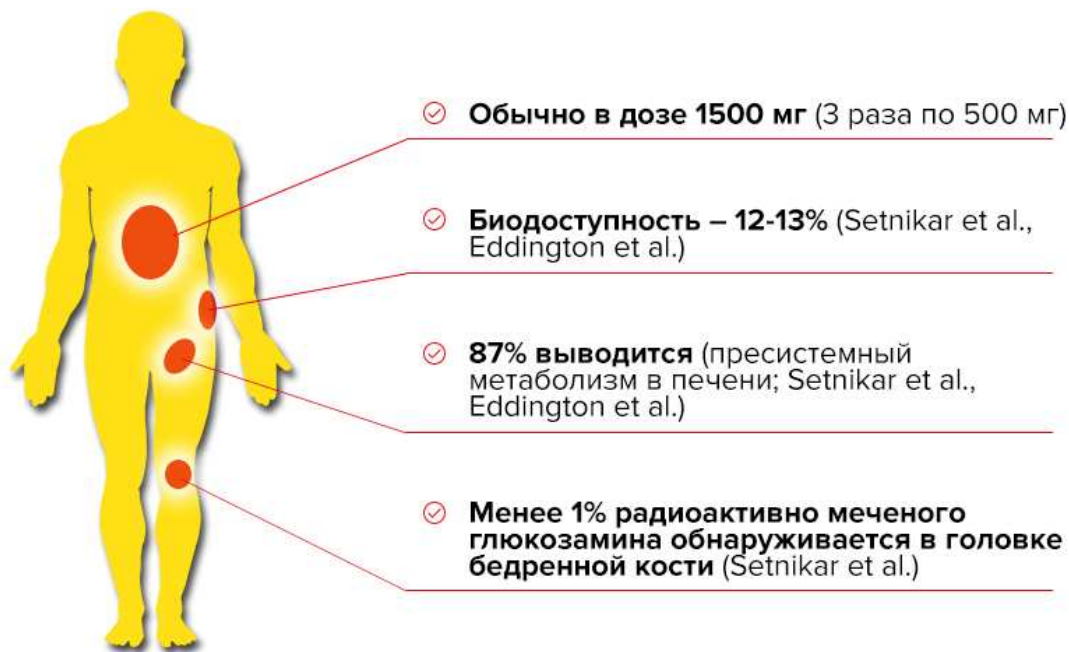 Обычно в дозе 1500 мг (3 раза по 500 мг)
Биодоступность – 12-13% (Setnikar et al.,
Eddington et al.)
87% выводится (пресистемный
метаболизм в печени; Setnikar et al.,
Eddington et al.)
Менее 1% радиоактивно меченого
глюкозамина обнаруживается в головке
бедренной кости (Setnikar et al.)